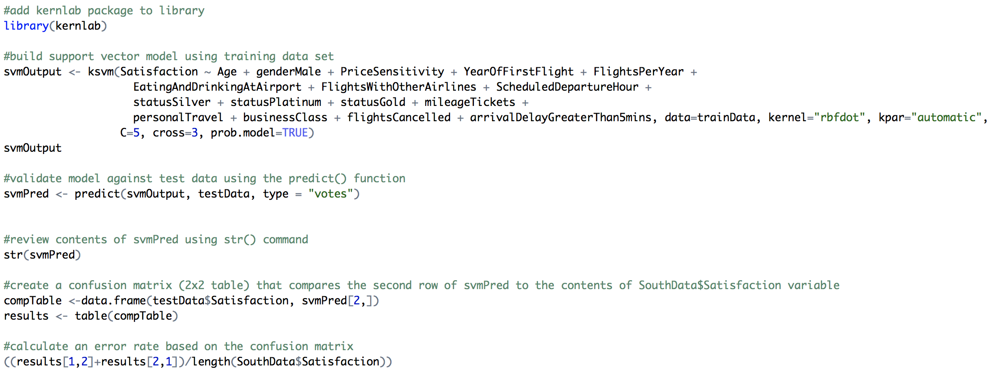 #add kernlab package to library
library(kernlab)
#build support vector model using training data set
svmOutput <- ksvm(Satisfaction ~ Age + genderMale + PriceSensitivity + YearOfFirstFlight + FlightsPerYear +
EatingAndDrinkingAtAirport + FlightsWithOtherAirlines + ScheduledDepartureHour +
statusSilver + statusPlatinum + statusGold + mileageTickets +
personalTravel + businessClass + flightsCancelled + arrivalDelayGreaterThan5mins, data=trainData, kernel="rbfdot", kpar="automatic",
C=5, cross=3, prob.model=TRUE)
svmOutput
#validate model against test data using the predict() function
svmPred <- predict(svmOutput, testData, type = "votes")
#review contents of svmPred using str() command
str(svmPred)
#create a confusion matrix (2x2 table) that compares the second row of svmPred to the contents of SouthData$Satisfaction variable
compTable <-data.frame(testData$Satisfaction, svmPred[2,])
results <- table(compTable)
#calculate an error rate based on the confusion matrix
((results[1,2]+results[2,1])/length(SouthData$Satisfaction))